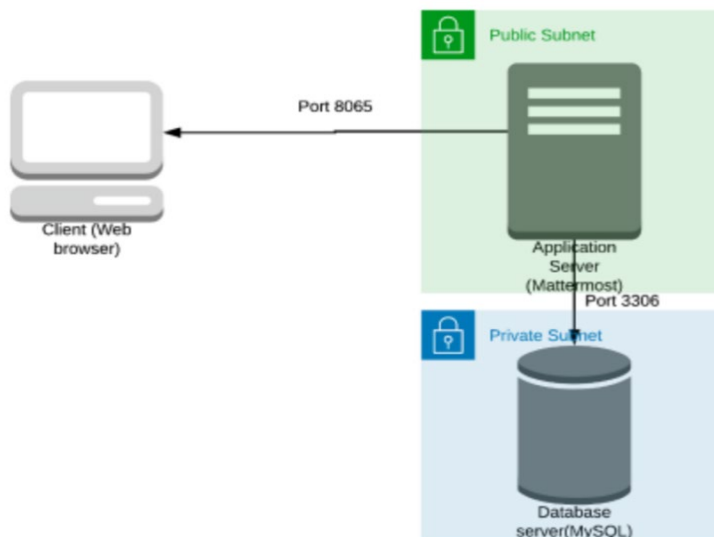 Public Subnet
Port 8065
Client (Web
browser)
Application
Server
(Mattermost)
Port 3306
Private Subnet
Database
server(MySQL)